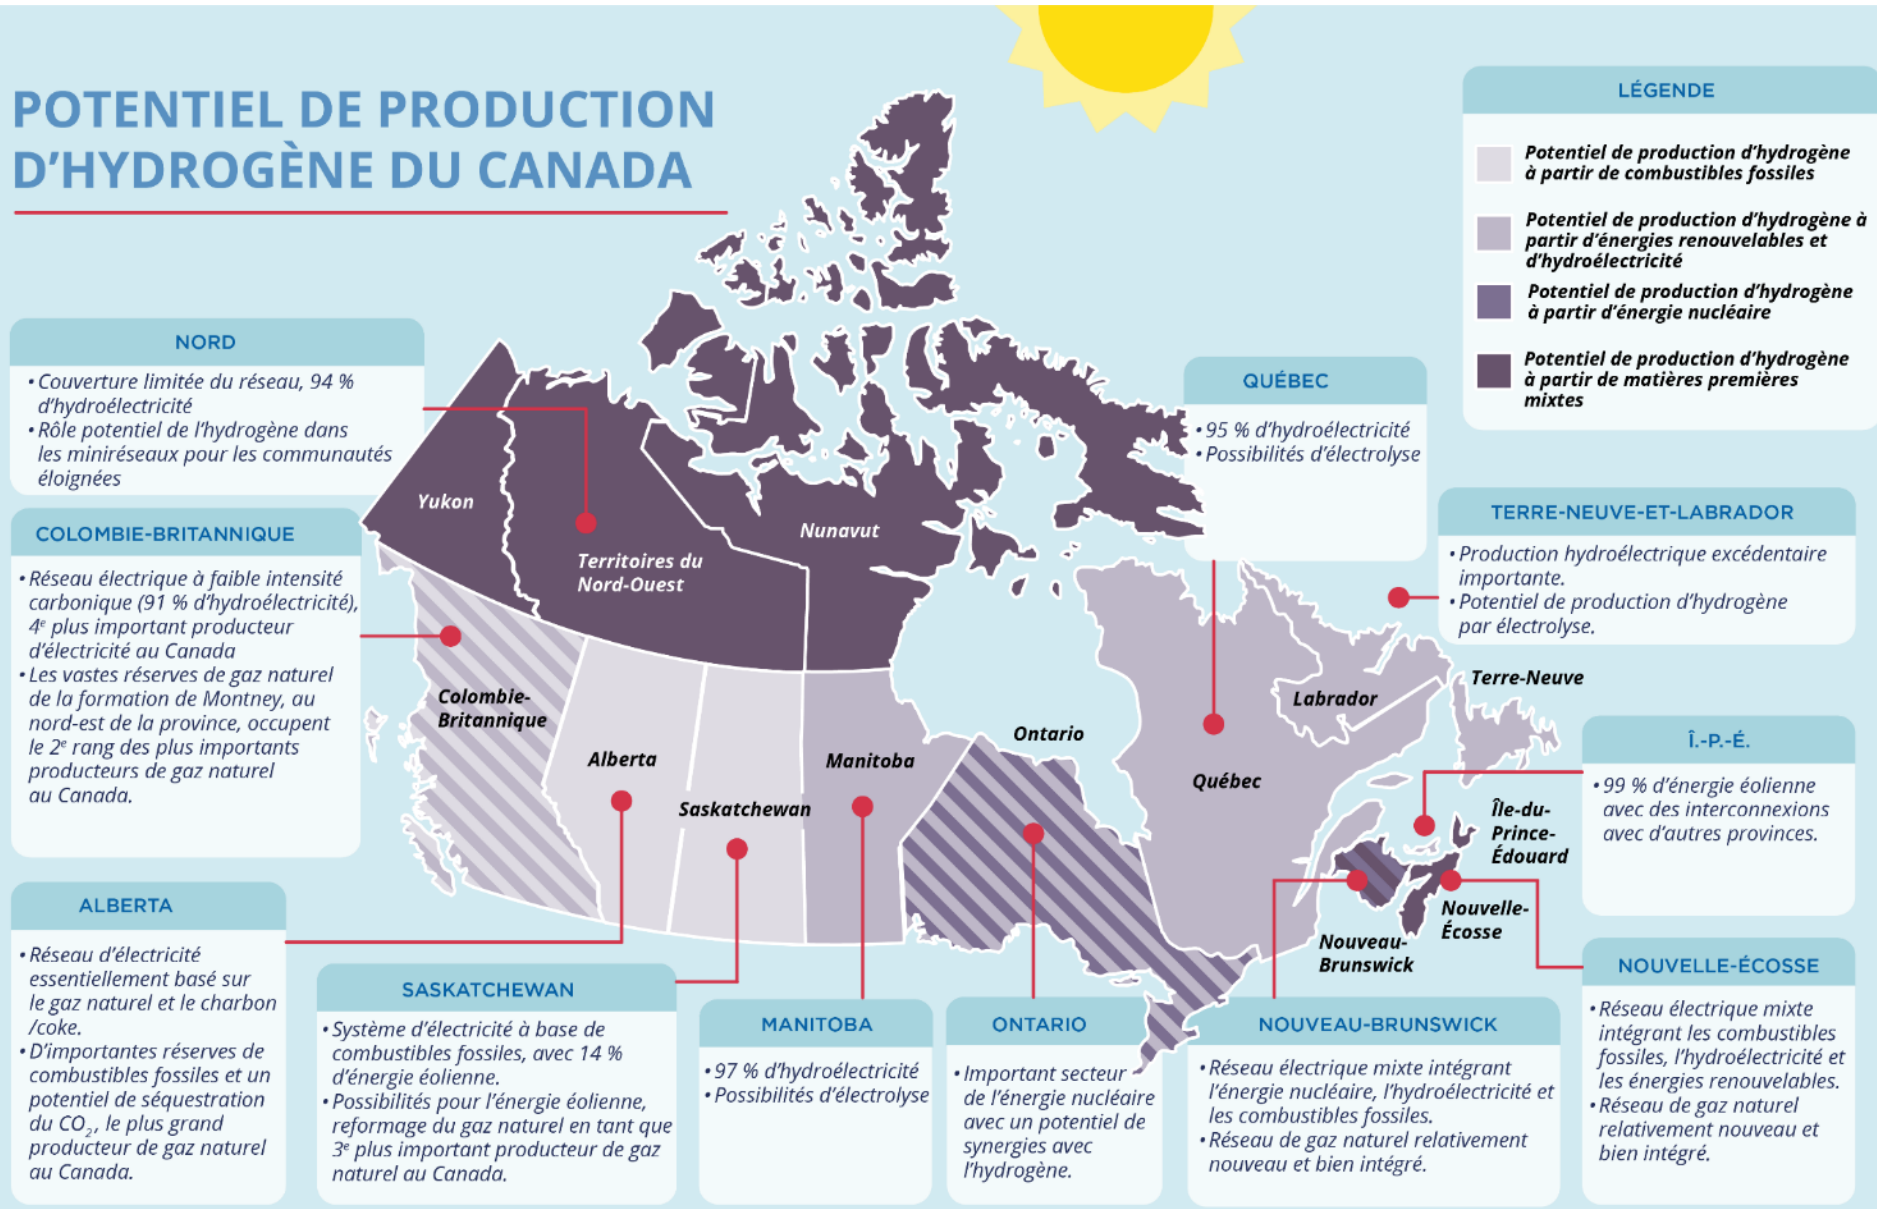 POTENTIEL DE PRODUCTION
D'HYDROGÈNE DU CANADA
LÉGENDE
Potentiel de production d'hydrogène
à partir de combustibles fossiles
Potentiel de production d'hydrogène à
partir d'énergies renouvelables et
d'hydroélectricité
Potentiel de production d'hydrogène
à partir d'énergie nucléaire
Potentiel de production d'hydrogène
à partir de matières premières
mixtes
NORD
• Couverture limitée du réseau, 94 %
d'hydroélectricité
• Rôle potentiel de l'hydrogène dans
les miniréseaux pour les communautés
éloignées
COLOMBIE-BRITANNIQUE
• Réseau électrique à faible intensité
carbonique (91 % d'hydroélectricité),
4e plus important producteur
d'électricité au Canada
• Les vastes réserves de gaz naturel
de la formation de Montney, au
nord-est de la province, occupent
le 2e rang des plus importants
producteurs de gaz naturel
au Canada.
ALBERTA
• Réseau d'électricité
essentiellement basé sur
le gaz naturel et le charbon
/coke.
• D'importantes réserves de
combustibles fossiles et un
potentiel de séquestration
du CO2, le plus grand
producteur de gaz naturel
au Canada.
SASKATCHEWAN
• Système d'électricité à base de
combustibles fossiles, avec 14 %
d'énergie éolienne.
• Possibilités pour l'énergie éolienne,
reformage du gaz naturel en tant que
3e plus important producteur de gaz
naturel au Canada.
MANITOBA
• 97 % d'hydroélectricité
• Possibilités d'électrolyse
ONTARIO
• Important secteur
de l'énergie nucléaire
avec un potentiel de
synergies avec
l'hydrogène.
NOUVEAU-BRUNSWICK
• Réseau électrique mixte intégrant
l'énergie nucléaire, l'hydroélectricité et
les combustibles fossiles.
• Réseau de gaz naturel relativement
nouveau et bien intégré.
NOUVELLE-ÉCOSSE
• Réseau électrique mixte
intégrant les combustibles
fossiles, l'hydroélectricité et
les énergies renouvelables.
• Réseau de gaz naturel
relativement nouveau et
bien intégré.
Î.-P.-É.
• 99 % d'énergie éolienne
avec des interconnexions
avec d'autres provinces.
TERRE-NEUVE-ET-LABRADOR
• Production hydroélectrique excédentaire
importante.
• Potentiel de production d'hydrogène
par électrolyse.
QUÉBEC
• 95 % d'hydroélectricité
• Possibilités d'électrolyse
Yukon
Territoires du
Nord-Ouest
Nunavut
Colombie-
Britannique
Alberta
Saskatchewan
Manitoba
Ontario
Québec
Labrador
Terre-Neuve
Île-du-
Prince-
Édouard
Nouvelle-
Écosse
Nouveau-
Brunswick